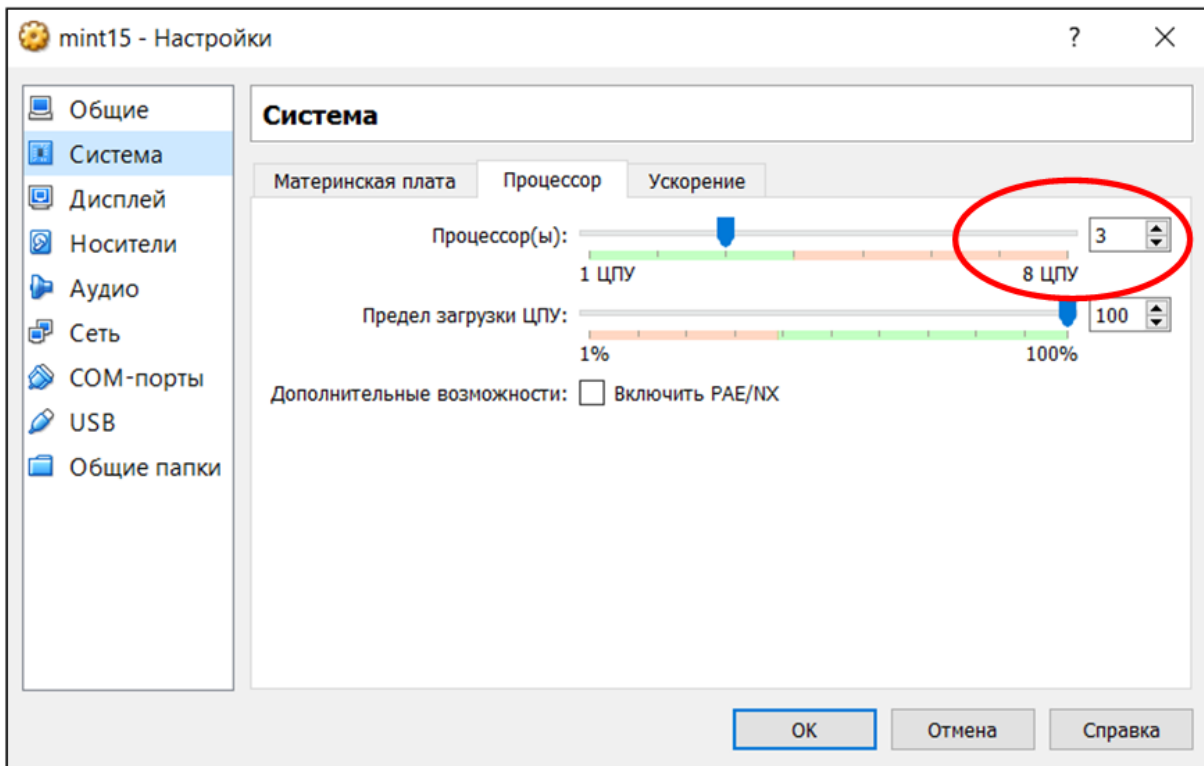 mint15 - Настройки
?
Общие
Система
Дисплей
Носители
Аудио
Сеть
COM-порты
USB
Общие папки
Система
Материнская плата
Процессор
Ускорение
Процессор(ы):
3
1 ЦПУ
8 ЦПУ
Предел загрузки ЦПУ:
100
1%
100%
Дополнительные возможности:
Включить PAE/NX
OK
Отмена
Справка